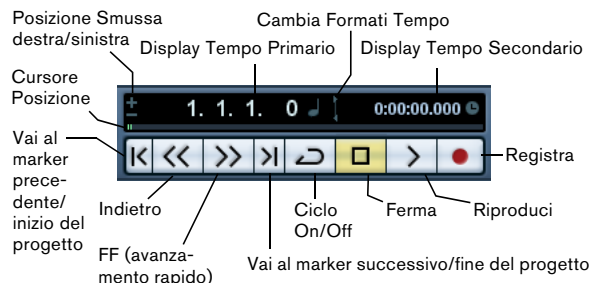 Posizione Smussa
destra/sinistra
Cambia Formati Tempo
Display Tempo Primario
Display Tempo Secondario
Cursore
Posizione
1. 1. 1. 0
0:00:00.000
Vai al
marker
prece-
dente/
inizio del
progetto
Indietro
FF (avanza-
mento rapido)
Vai al marker successivo/fine del progetto
Ciclo
On/Off
Ferma
Riproduci
Registra